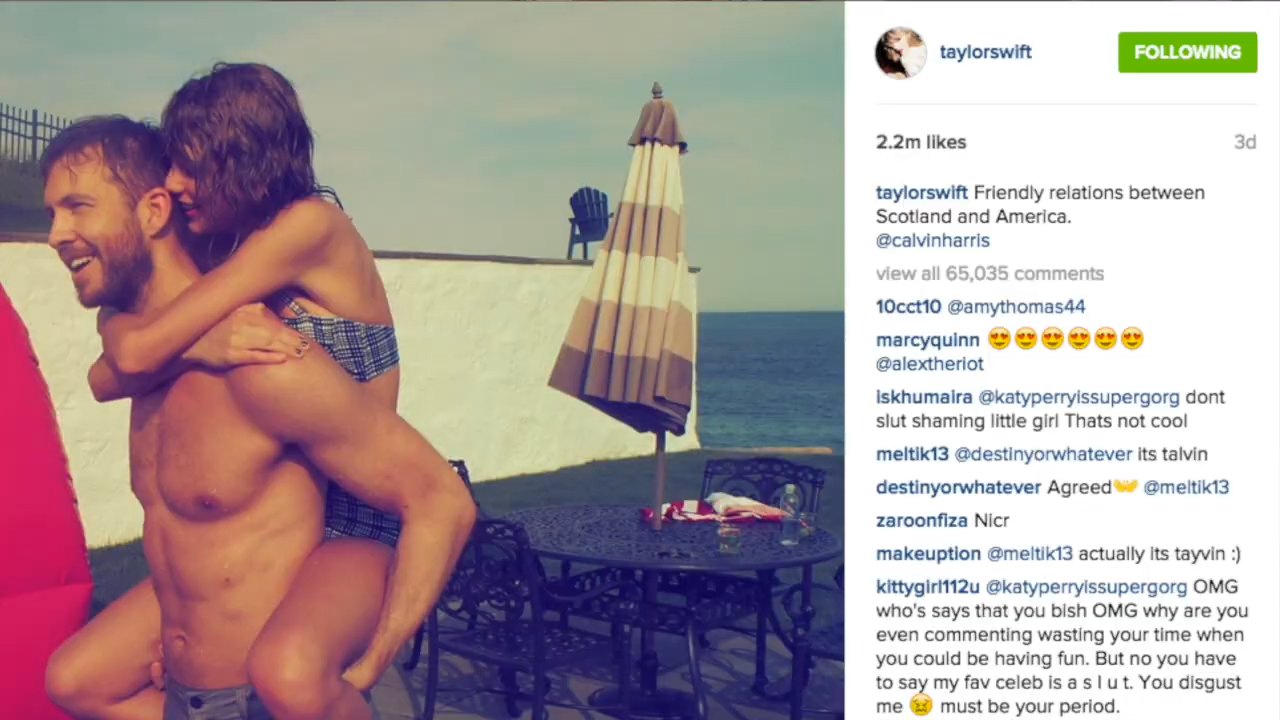 taylorswift
FOLLOWING
2.2m likes
3d
taylorswift Friendly relations between
Scotland and America.
@calvinharris
view all 65,035 comments
10cct10 @amythomas44
marcyquinn 😍😍😍😍😍😍
@alextheriot
iskhumaira @katyperryissupergorg dont
slut shaming little girl Thats not cool
meltik13 @destinyorwhatever its talvin
destinyorwhatever Agreed👐 @meltik13
zaroonfiza Nicr
makeuption @meltik13 actually its tayvin :)
kittygirl112u @katyperryissupergorg OMG
who's says that you bish OMG why are you
even commenting wasting your time when
you could be having fun. But no you have
to say my fav celeb is a s l u t. You disgust
me 😖 must be your period.